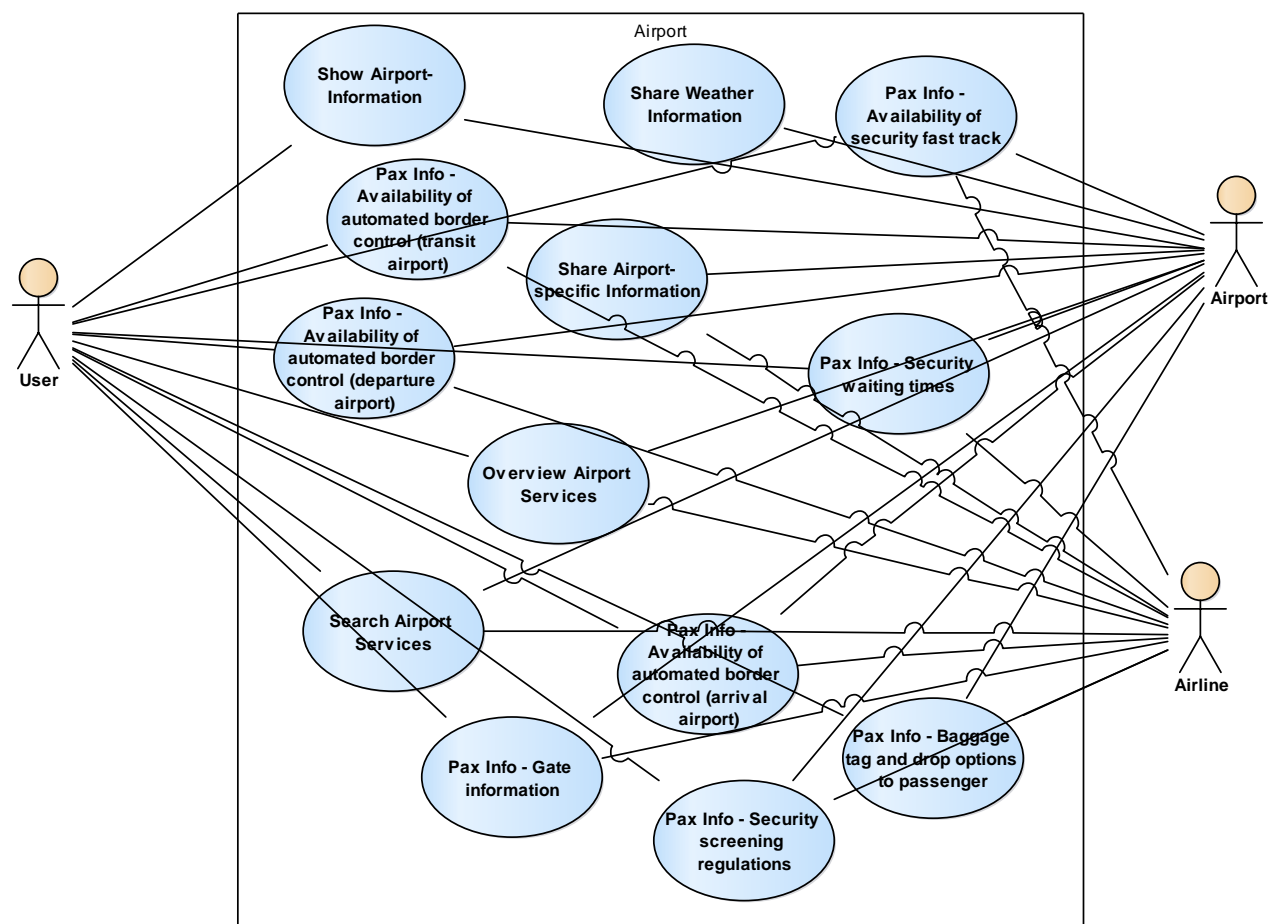 Airport
Show Airport-
Information
Share Weather
Information
Pax Info -
Availability of
security fast track
Pax Info -
Availability of
automated border
control (transit
airport)
Share Airport-
specific Information
User
Airport
Pax Info -
Availability of
automated border
control (departure
airport)
Pax Info - Security
waiting times
Overview Airport
Services
Search Airport
Services
Pax Info -
Availability of
automated border
control (arrival
airport)
Airline
Pax Info - Gate
information
Pax Info - Baggage
tag and drop options
to passenger
Pax Info - Security
screening
regulations